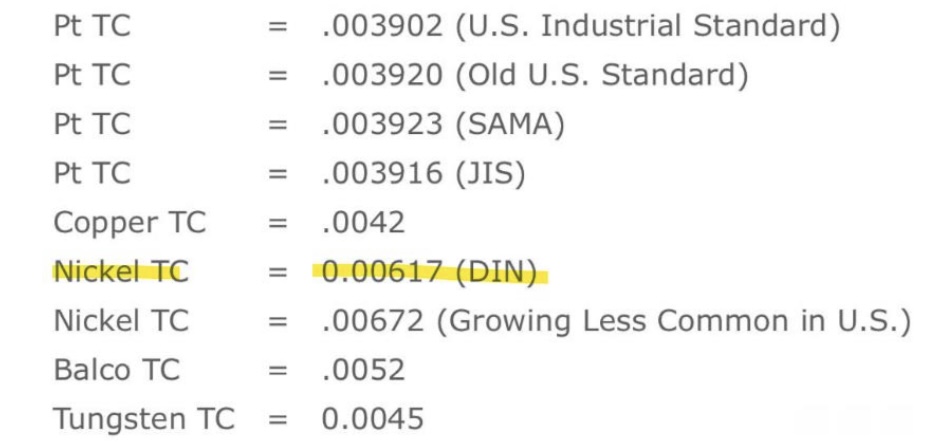 Pt TC = .003902 (U.S. Industrial Standard)
Pt TC = .003920 (Old U.S. Standard)
Pt TC = .003923 (SAMA)
Pt TC = .003916 (JIS)
Copper TC = .0042
Nickel TC = 0.00617 (DIN)
Nickel TC = .00672 (Growing Less Common in U.S.)
Balco TC = .0052
Tungsten TC = 0.0045